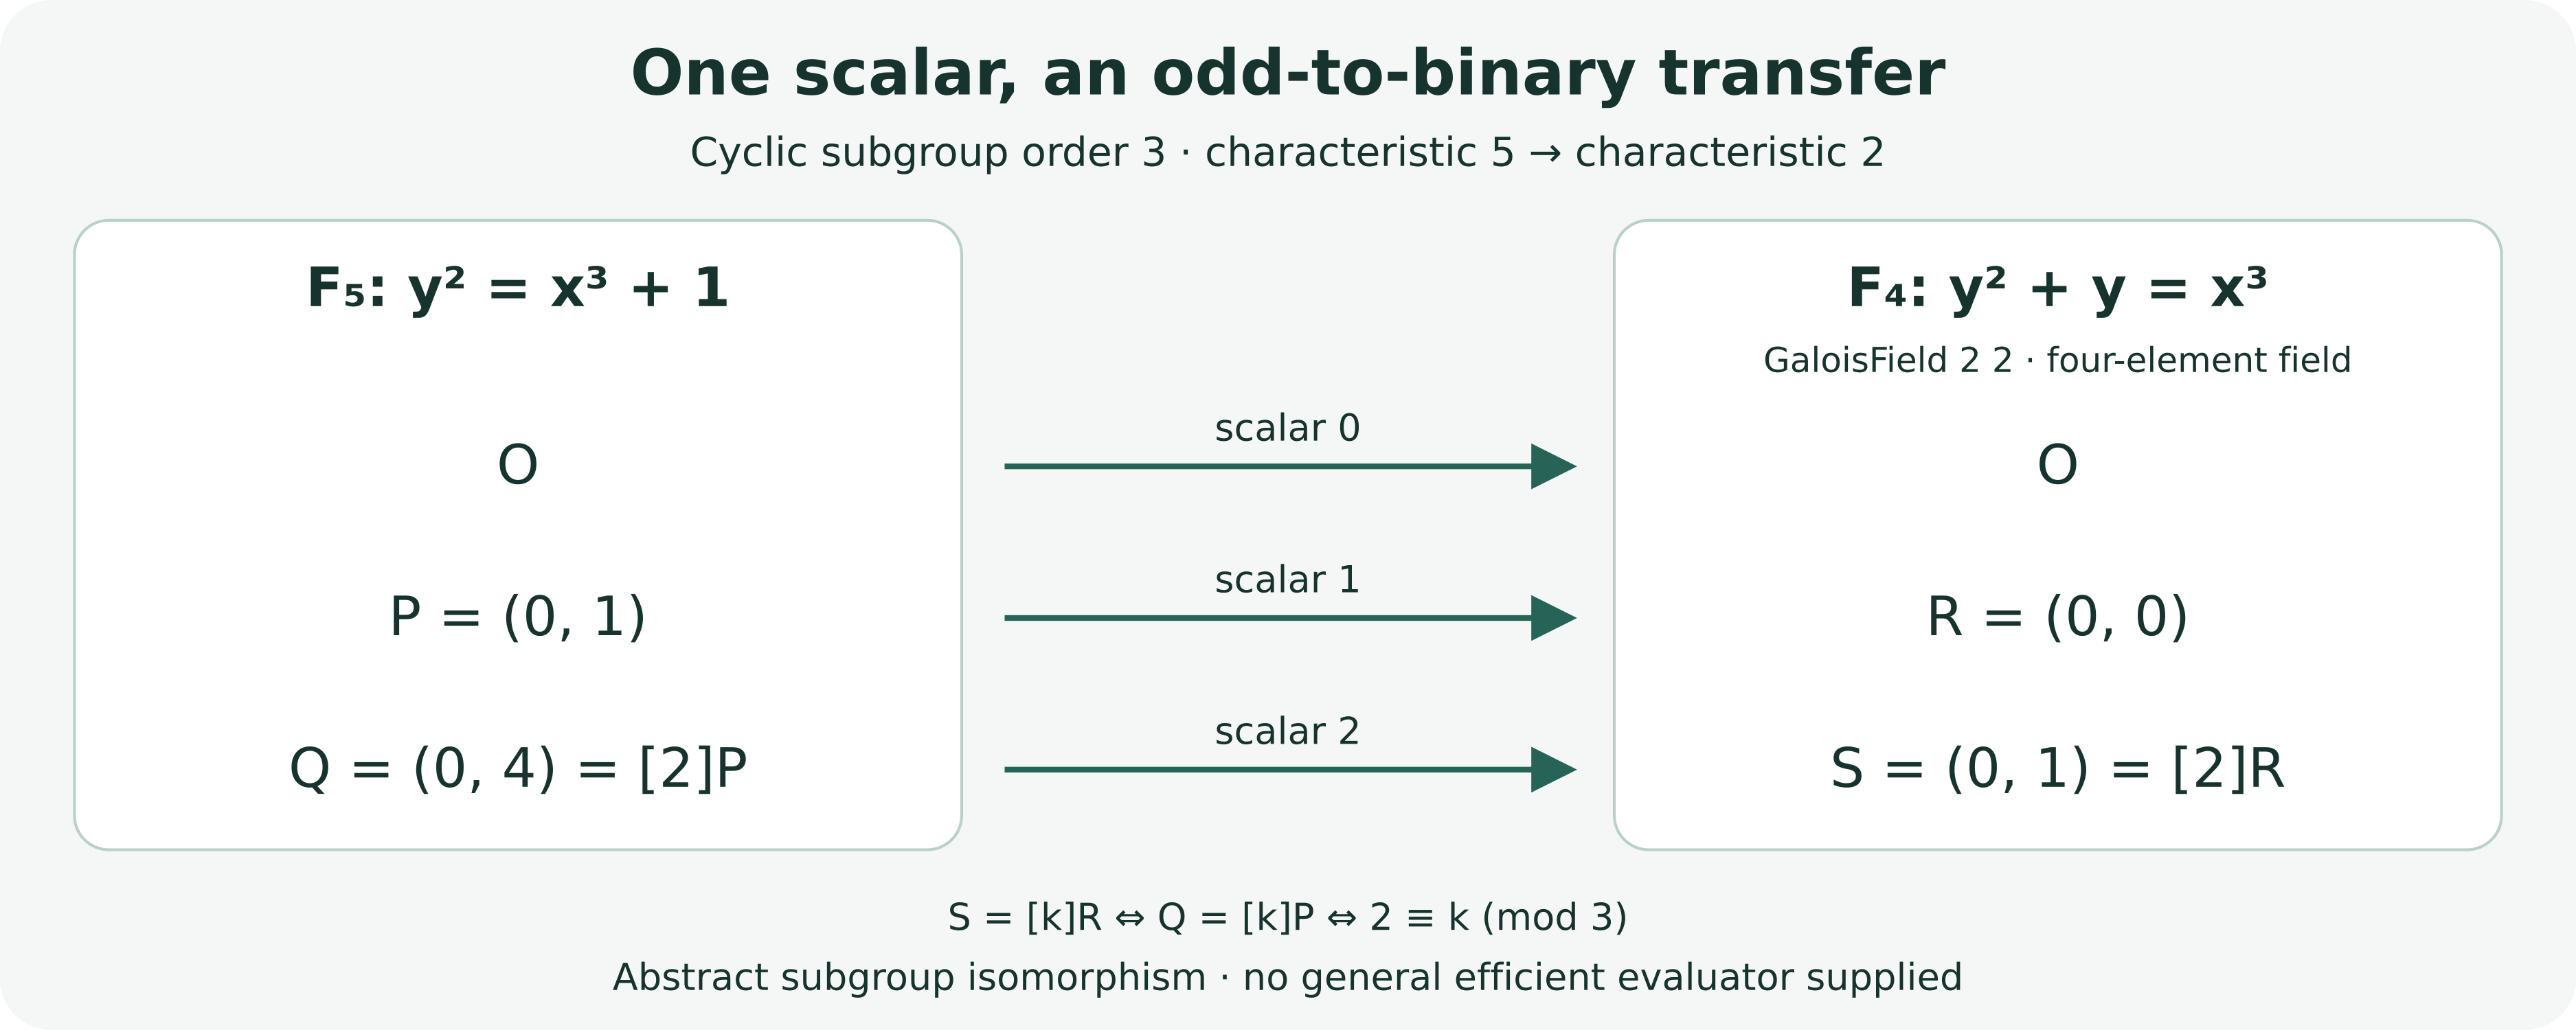 One scalar, an odd-to-binary transfer
Cyclic subgroup order 3 · characteristic 5 → characteristic 2
F₅: y² = x³ + 1
O
P = (0, 1)
Q = (0, 4) = [2]P
scalar 0
scalar 1
scalar 2
F₄: y² + y = x³
GaloisField 2 2 · four-element field
O
R = (0, 0)
S = (0, 1) = [2]R
S = [k]R ⇔ Q = [k]P ⇔ 2 ≡ k (mod 3)
Abstract subgroup isomorphism · no general efficient evaluator supplied